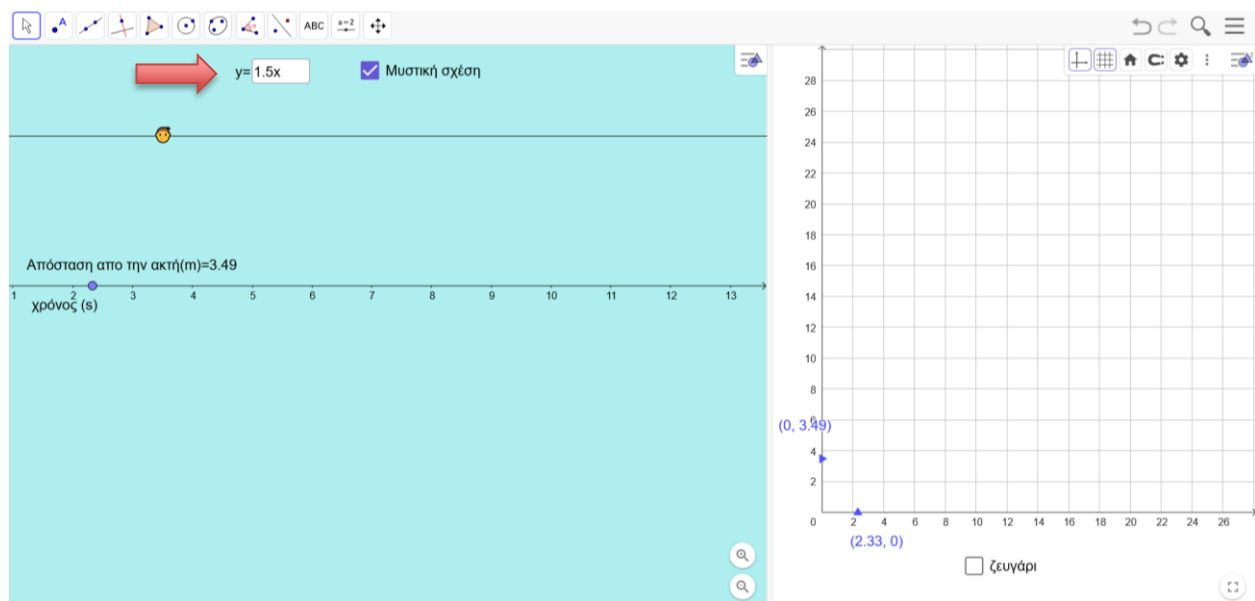 A
ABC
a=2
y= 1.5x
Μυστική σχέση
Απόσταση απο την ακτή(m)=3.49
1 2 3 4 5 6 7 8 9 10 11 12 13
χρόνος (s)
28
26
24
22
20
18
16
14
12
10
8
6
(0, 3.49)
4
2
0 2 4 6 8 10 12 14 16 18 20 22 24 26
(2.33, 0)
ζευγάρι